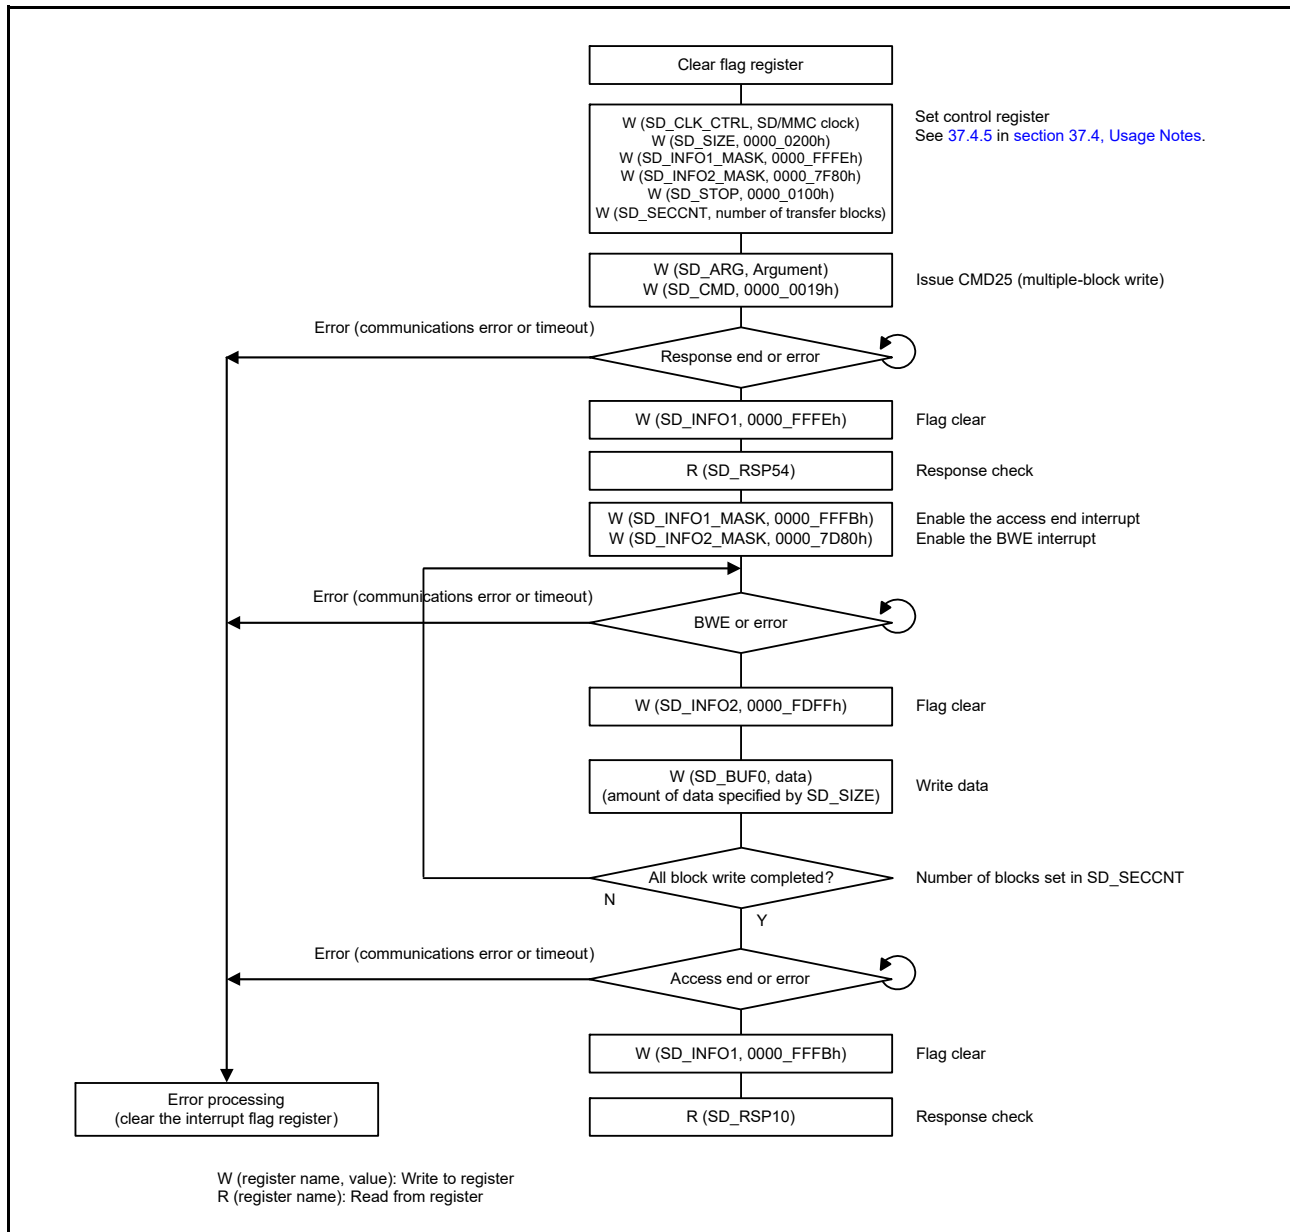 Clear flag register
W (SD_CLK_CTRL, SD/MMC clock)
W (SD_SIZE, 0000_0200h)
W (SD_INFO1_MASK, 0000_FFFEh)
W (SD_INFO2_MASK, 0000_7F80h)
W (SD_STOP, 0000_0100h)
W (SD_SECCNT, number of transfer blocks)
Set control register
See 37.4.5 in section 37.4, Usage Notes.
W (SD_ARG, Argument)
W (SD_CMD, 0000_0019h)
Issue CMD25 (multiple-block write)
Error (communications error or timeout)
Response end or error
W (SD_INFO1, 0000_FFFEh)
Flag clear
R (SD_RSP54)
Response check
W (SD_INFO1_MASK, 0000_FFFBh)
W (SD_INFO2_MASK, 0000_7D80h)
Enable the access end interrupt
Enable the BWE interrupt
Error (communications error or timeout)
BWE or error
W (SD_INFO2, 0000_FDFFh)
Flag clear
W (SD_BUF0, data)
(amount of data specified by SD_SIZE)
Write data
All block write completed?
Number of blocks set in SD_SECCNT
N
Y
Error (communications error or timeout)
Access end or error
W (SD_INFO1, 0000_FFFBh)
Flag clear
Error processing
(clear the interrupt flag register)
R (SD_RSP10)
Response check
W (register name, value): Write to register
R (register name): Read from register